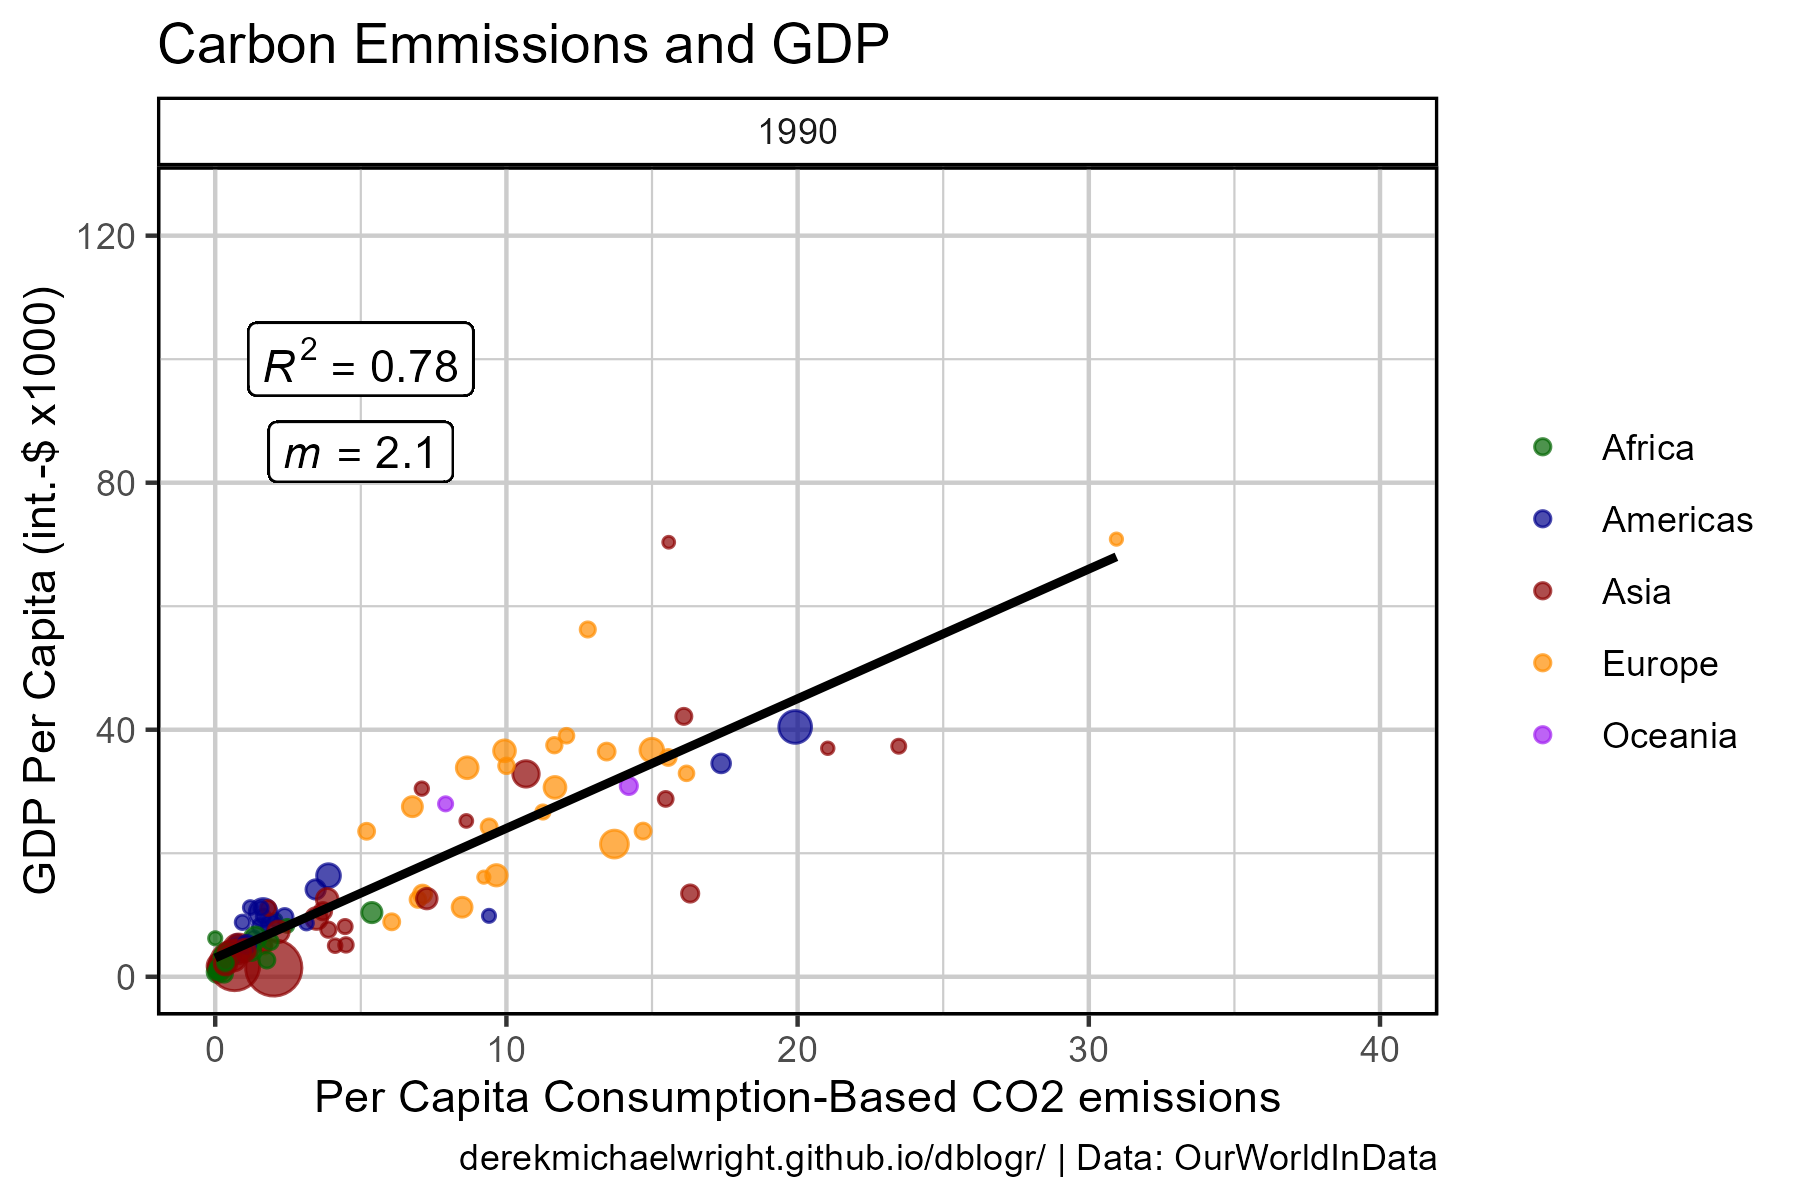 Carbon Emmissions and GDP
1990
GDP Per Capita (int.-$ x1000)
120
80
40
0
R² = 0.78
m = 2.1
0 10 20 30 40
Per Capita Consumption-Based CO2 emissions
Africa
Americas
Asia
Europe
Oceania
derekmichaelwright.github.io/dblogr/ | Data: OurWorldInData